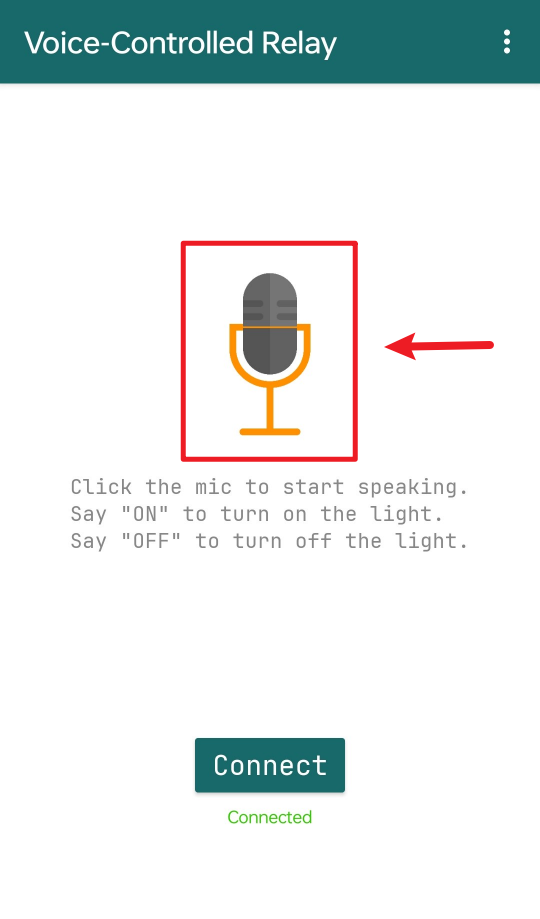 Voice-Controlled Relay
Click the mic to start speaking.
Say "ON" to turn on the light.
Say "OFF" to turn off the light.
Connect
Connected